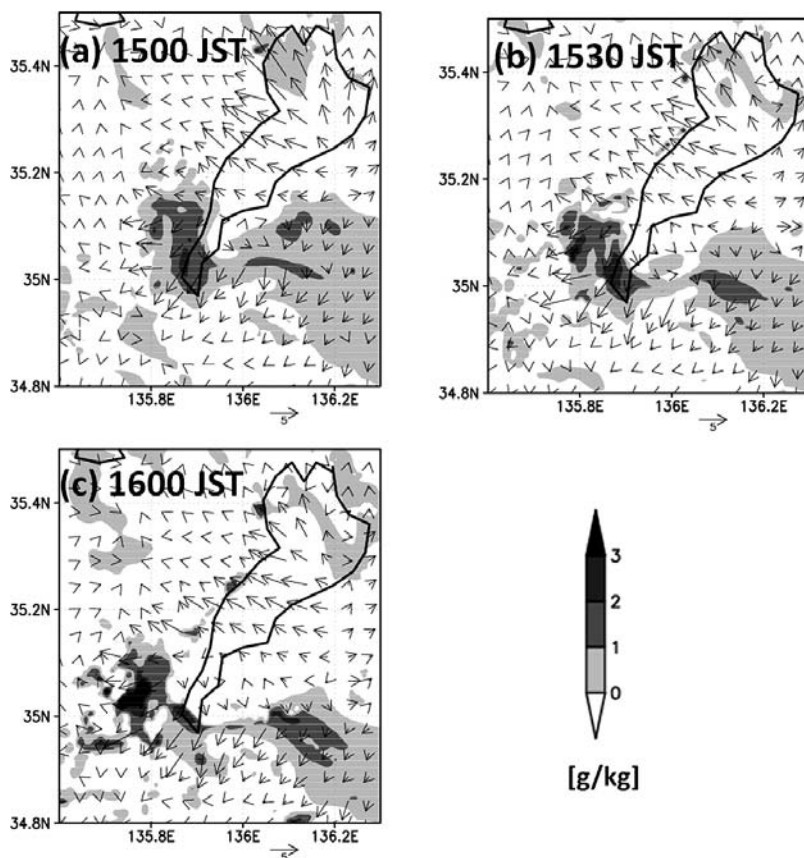 (a) 1500 JST
35.4N
35.2N
35N
34.8N
135.8E 136E 136.2E
5
(b) 1530 JST
35.4N
35.2N
35N
34.8N
135.8E 136E 136.2E
5
(c) 1600 JST
35.4N
35.2N
35N
34.8N
135.8E 136E 136.2E
5
3
2
1
0
[g/kg]